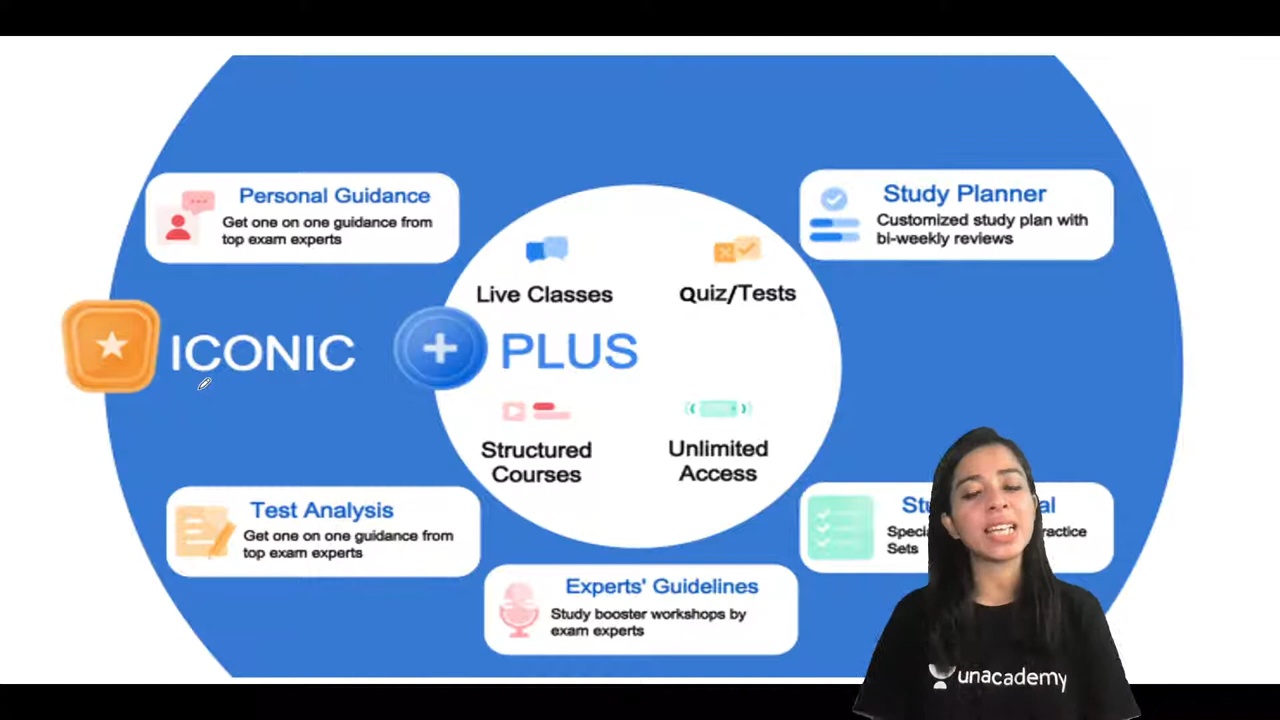 Personal Guidance
Get one on one guidance from
top exam experts
Study Planner
Customized study plan with
bi-weekly reviews
Live Classes
Quiz/Tests
ICONIC
PLUS
Structured
Courses
Unlimited
Access
Test Analysis
Get one on one guidance from
top exam experts
Sets
Experts' Guidelines
Study booster workshops by
exam experts
unacademy